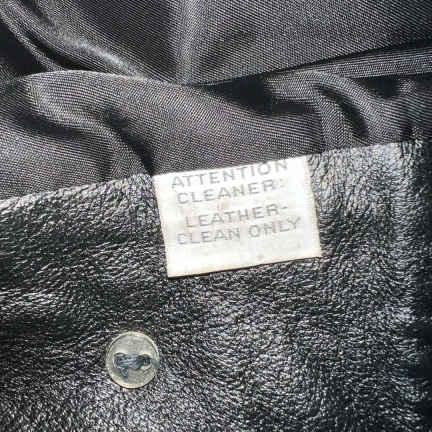 ATTENTION
CLEANER:
LEATHER-
CLEAN ONLY